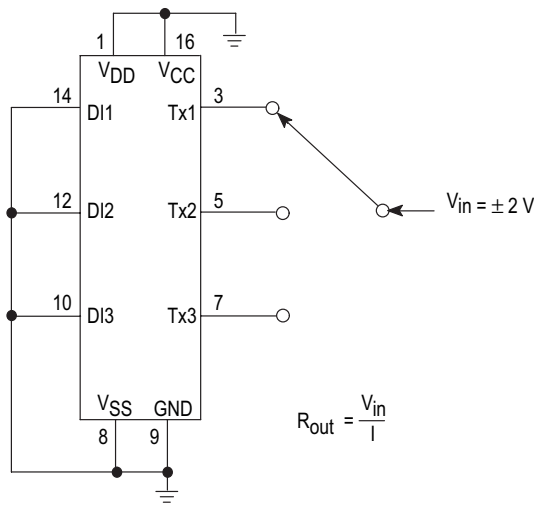 1 16
VDD VCC
14 DI1 Tx1 3
12 DI2 Tx2 5
Vin = ± 2 V
10 DI3 Tx3 7
VSS GND
8 9
Rout = Vin / I